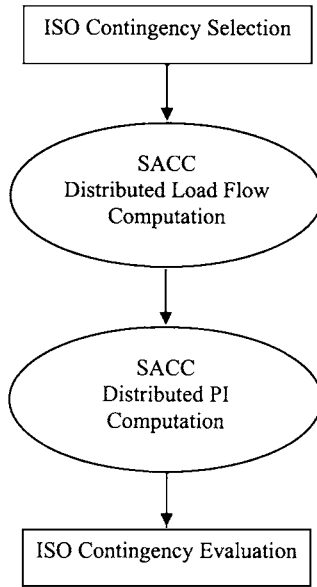 ISO Contingency Selection
SACC
Distributed Load Flow
Computation
SACC
Distributed PI
Computation
ISO Contingency Evaluation